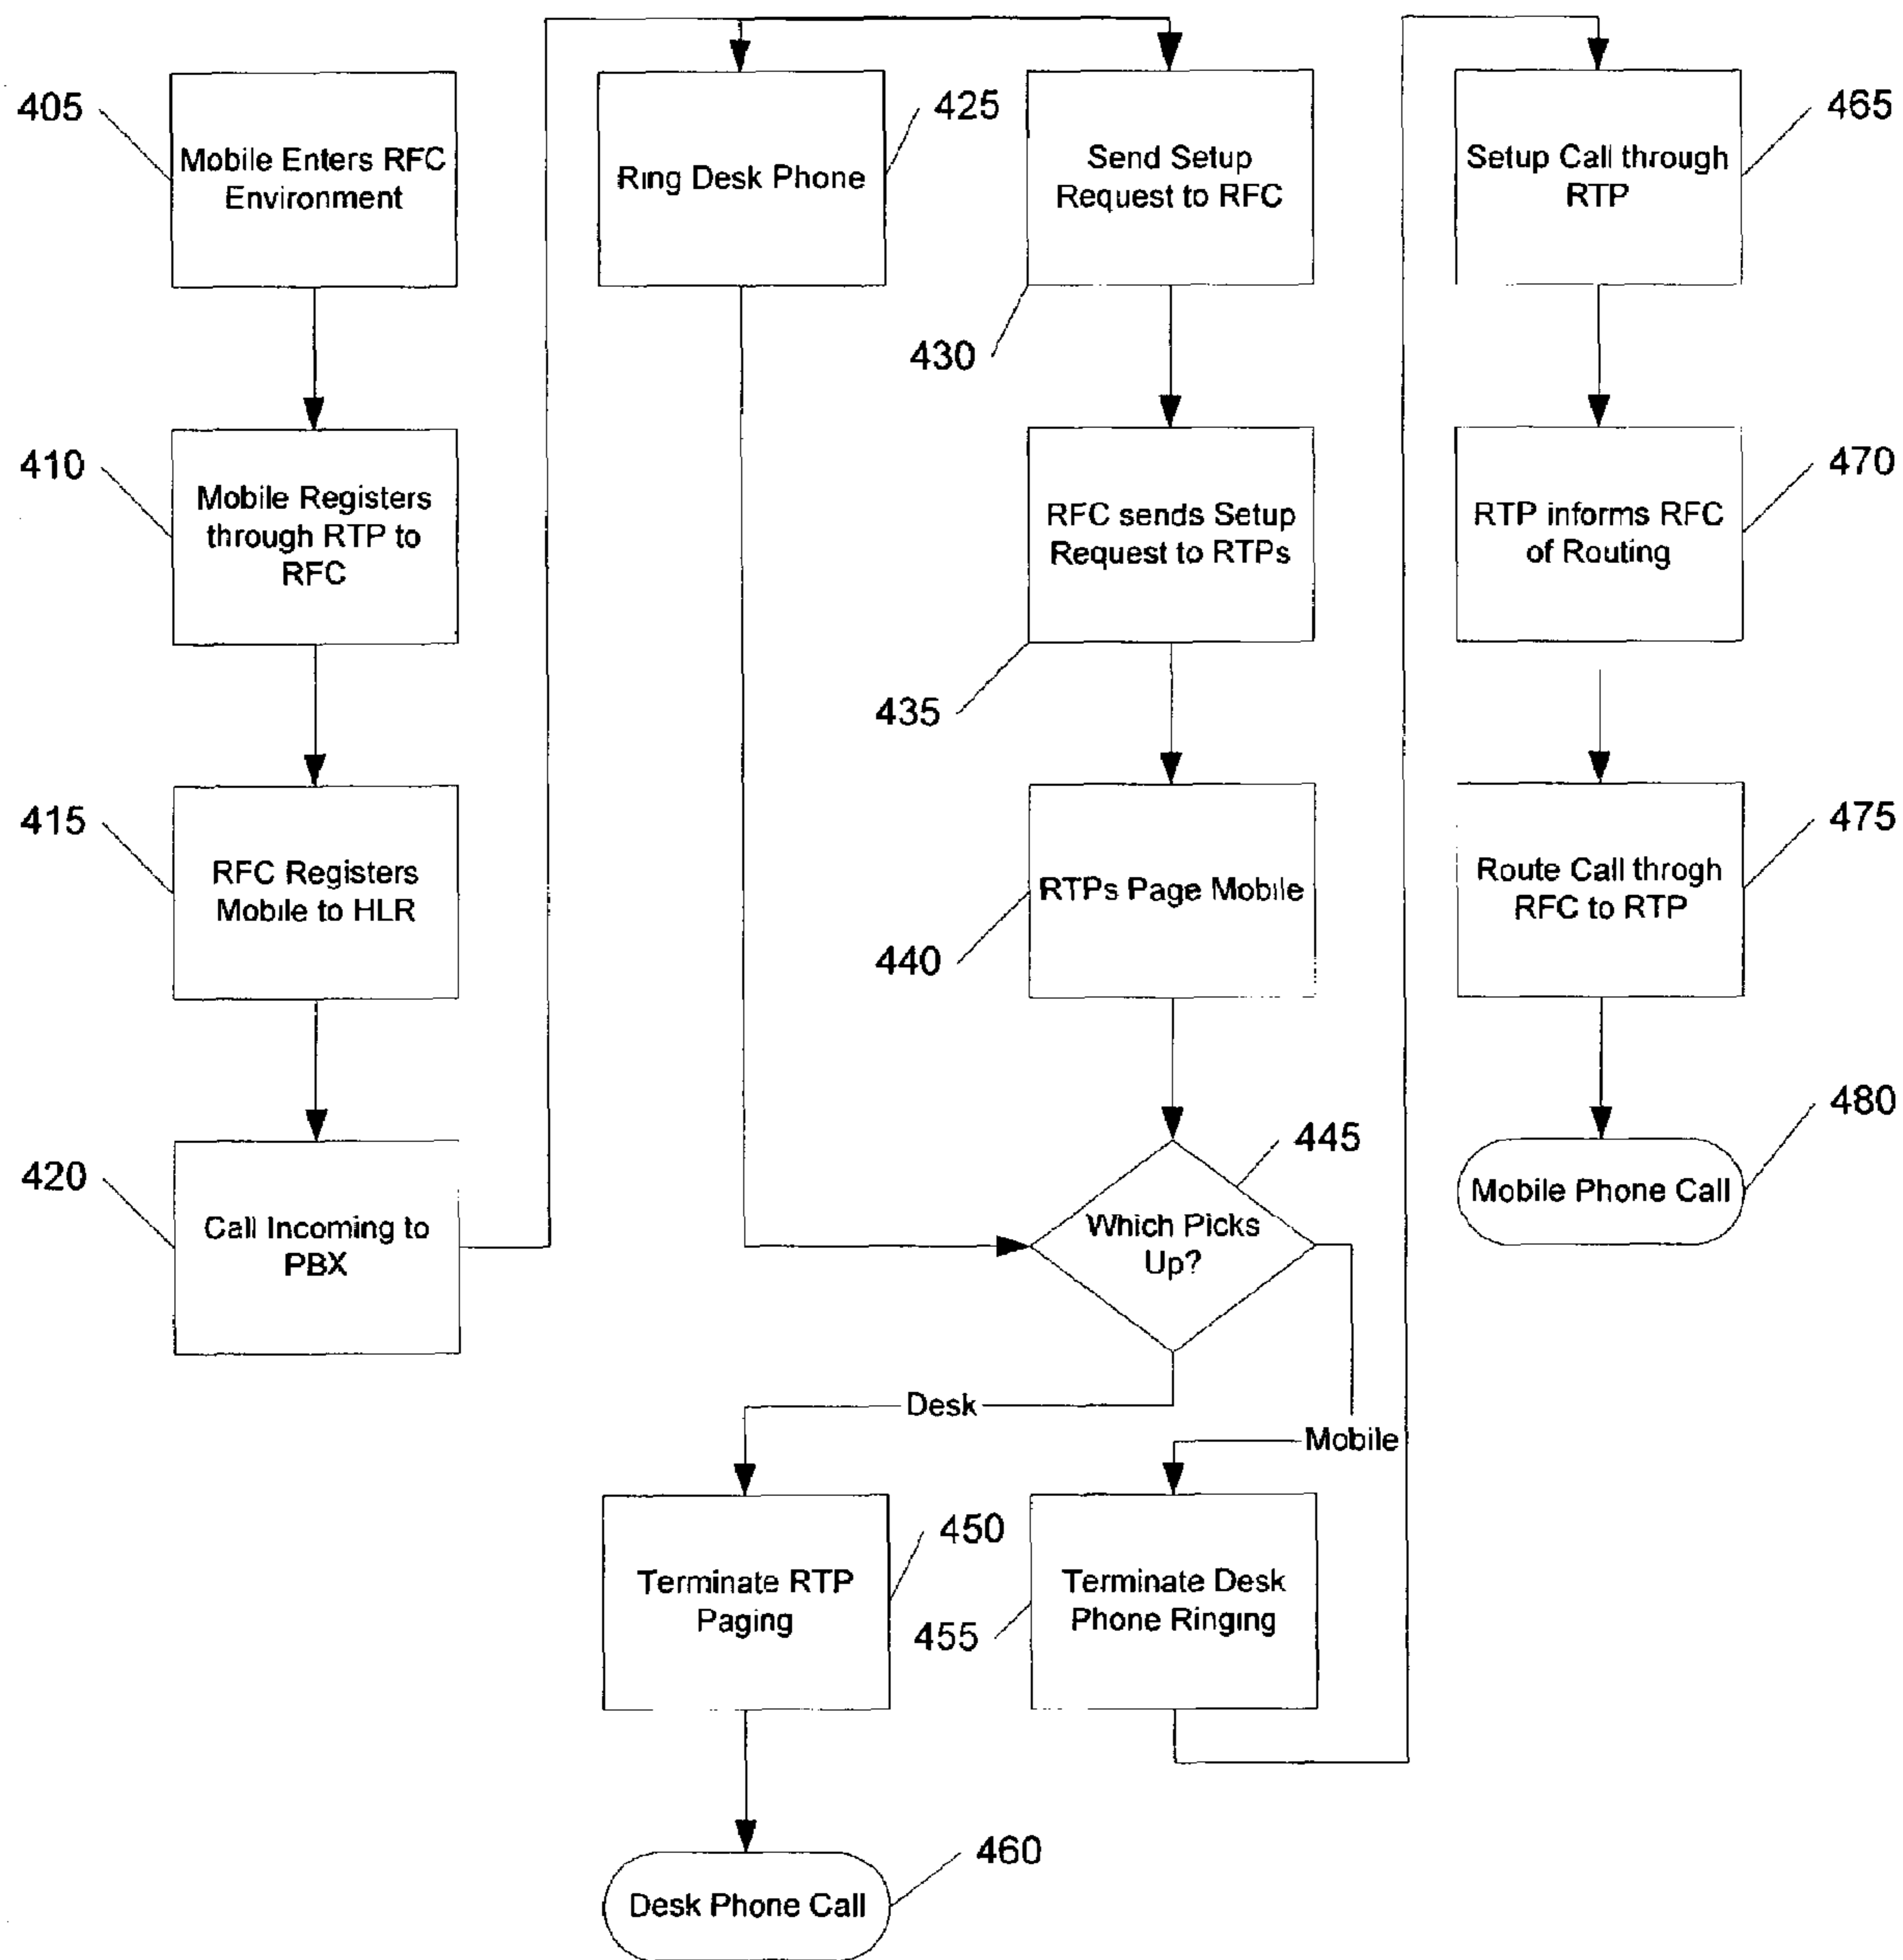 405
Mobile Enters RFC
Environment
410
Mobile Registers
through RTP to
RFC
415
RFC Registers
Mobile to HLR
420
Call Incoming to
PBX
425
Ring Desk Phone
430
Send Setup
Request to RFC
435
RFC sends Setup
Request to RTPs
440
RTPs Page Mobile
445
Which Picks
Up?
Desk
Mobile
450
Terminate RTP
Paging
455
Terminate Desk
Phone Ringing
460
Desk Phone Call
465
Setup Call through
RTP
470
RTP informs RFC
of Routing
475
Route Call throgh
RFC to RTP
480
Mobile Phone Call